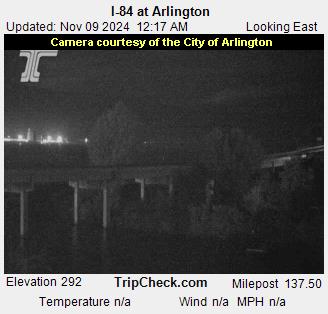 I-84 at Arlington
Updated: Nov 09 2024 12:17 AM Looking East
Camera courtesy of the City of Arlington
Elevation 292 TripCheck.com Milepost 137.50
Temperature n/a Wind n/a MPH n/a